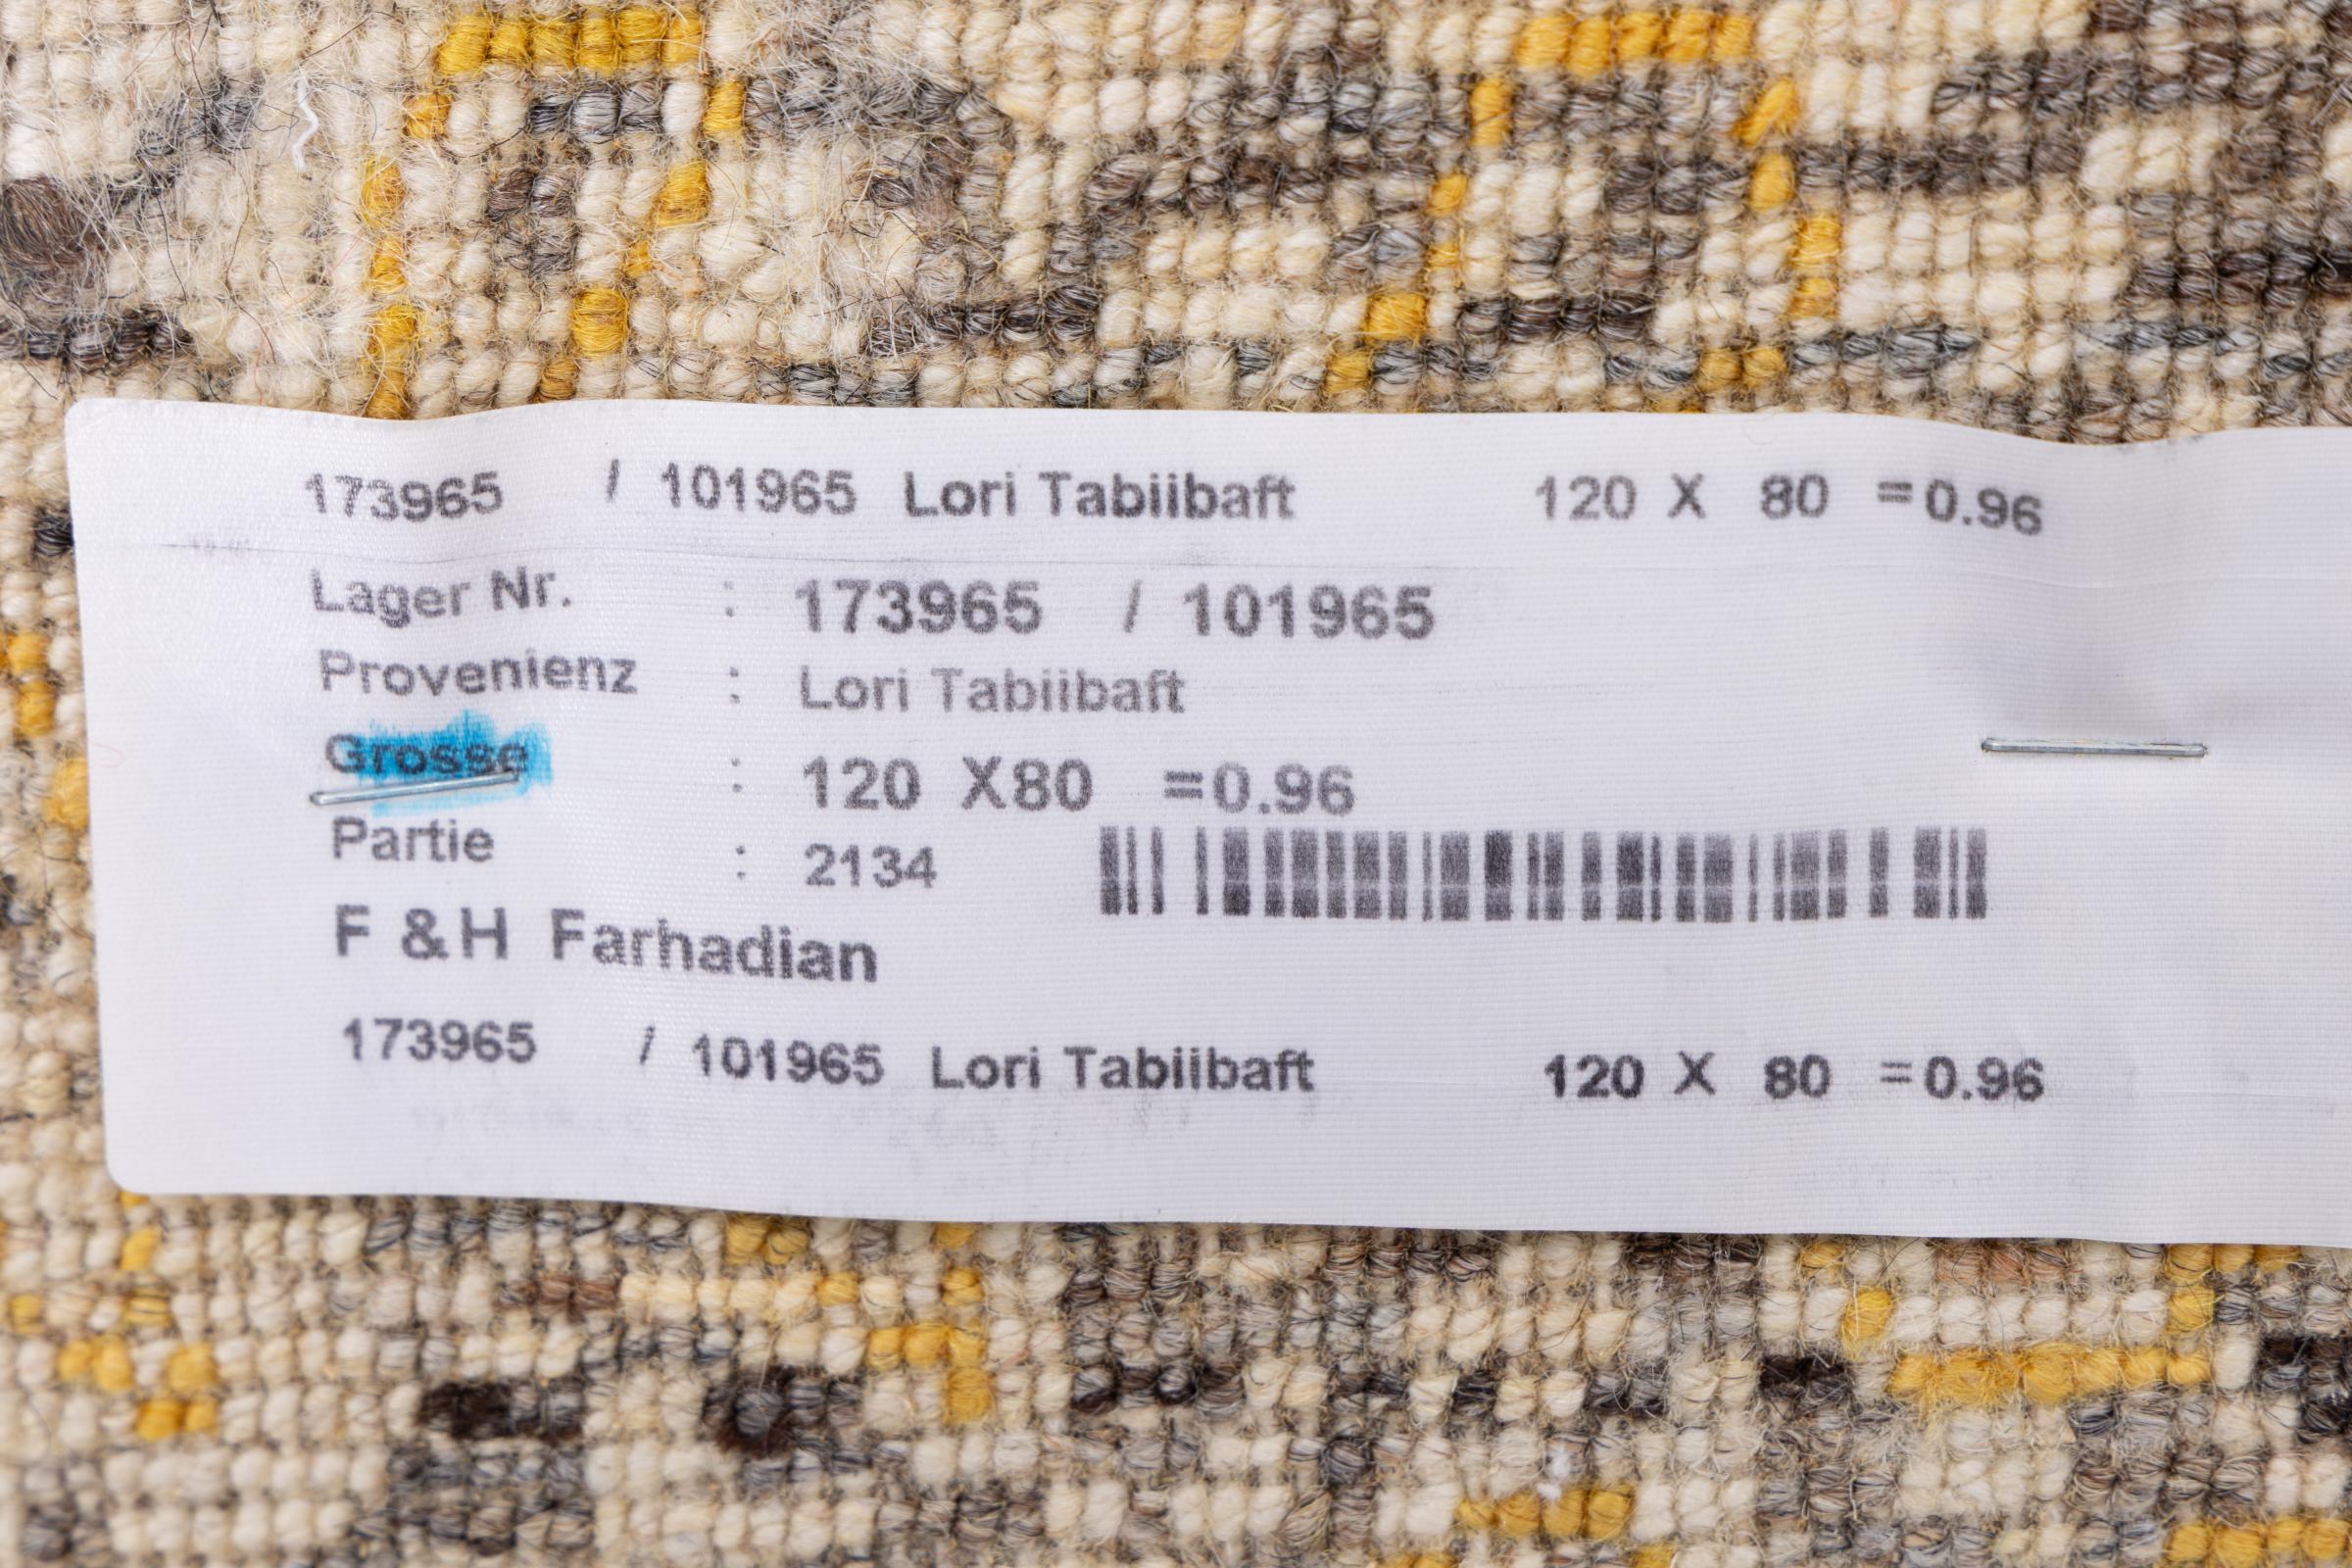 173965 / 101965 Lori Tabiibaft 120 X 80 =0.96
Lager Nr. : 173965 / 101965
Provenienz : Lori Tabiibaft
Grosse : 120 X80 =0.96
Partie : 2134
F & H Farhadian
173965 / 101965 Lori Tabiibaft 120 X 80 =0.96